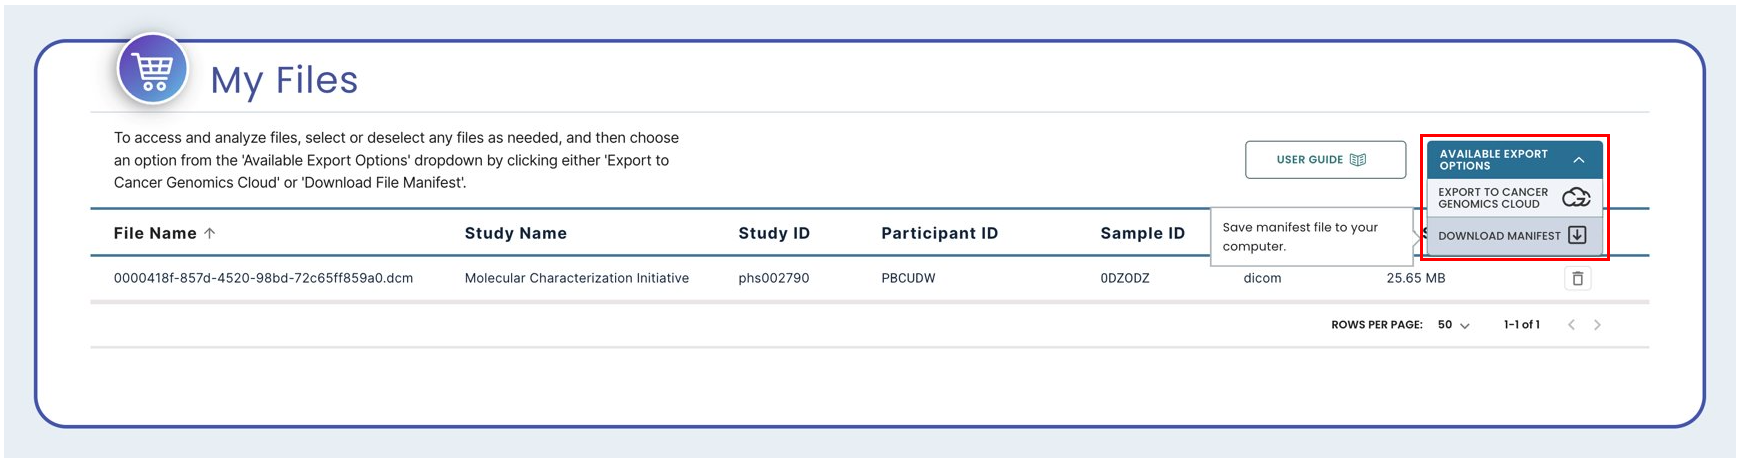 My Files
To access and analyze files, select or deselect any files as needed, and then choose
an option from the 'Available Export Options' dropdown by clicking either 'Export to
Cancer Genomics Cloud' or 'Download File Manifest'.
USER GUIDE
AVAILABLE EXPORT
OPTIONS
EXPORT TO CANCER
GENOMICS CLOUD
DOWNLOAD MANIFEST
Save manifest file to your
computer.
File Name Study Name Study ID Participant ID Sample ID
0000418f-857d-4520-98bd-72c65ff859a0.dcm Molecular Characterization Initiative phs002790 PBCUDW 0DZODZ dicom 25.65 MB
ROWS PER PAGE: 50 1-1 of 1